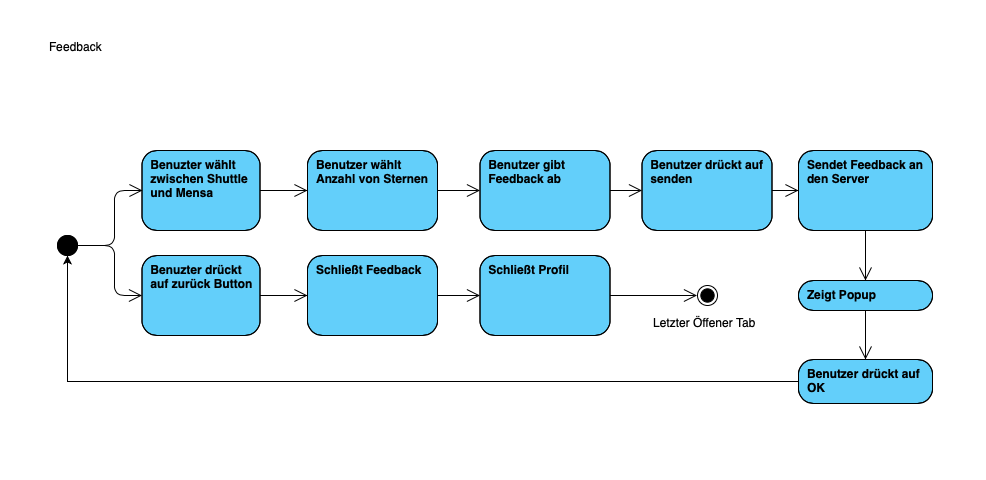 Feedback
Benuzter wählt
zwischen Shuttle
und Mensa
Benutzer wählt
Anzahl von Sternen
Benutzer gibt
Feedback ab
Benutzer drückt auf
senden
Sendet Feedback an
den Server
Benuzter drückt
auf zurück Button
Schließt Feedback
Schließt Profil
Letzter Öffener Tab
Zeigt Popup
Benutzer drückt auf
OK